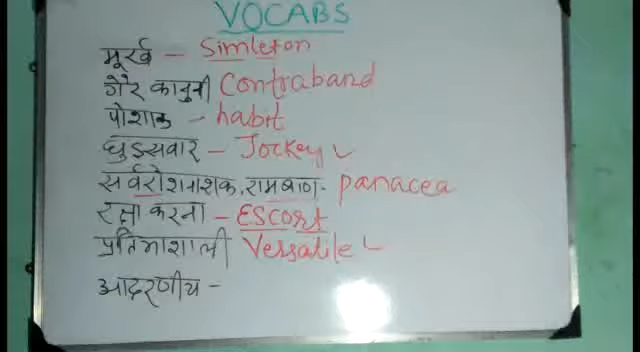 VOCABS
मूर्ख - Simleton
गैर कानुनी Contraband
पोशाक - habit
घुड़सवार - Jockey
सर्वरोगनाशक, रामबाण - panacea
रक्षा करना - Escort
प्रतिभाशाली Versatile
आदरणीय -